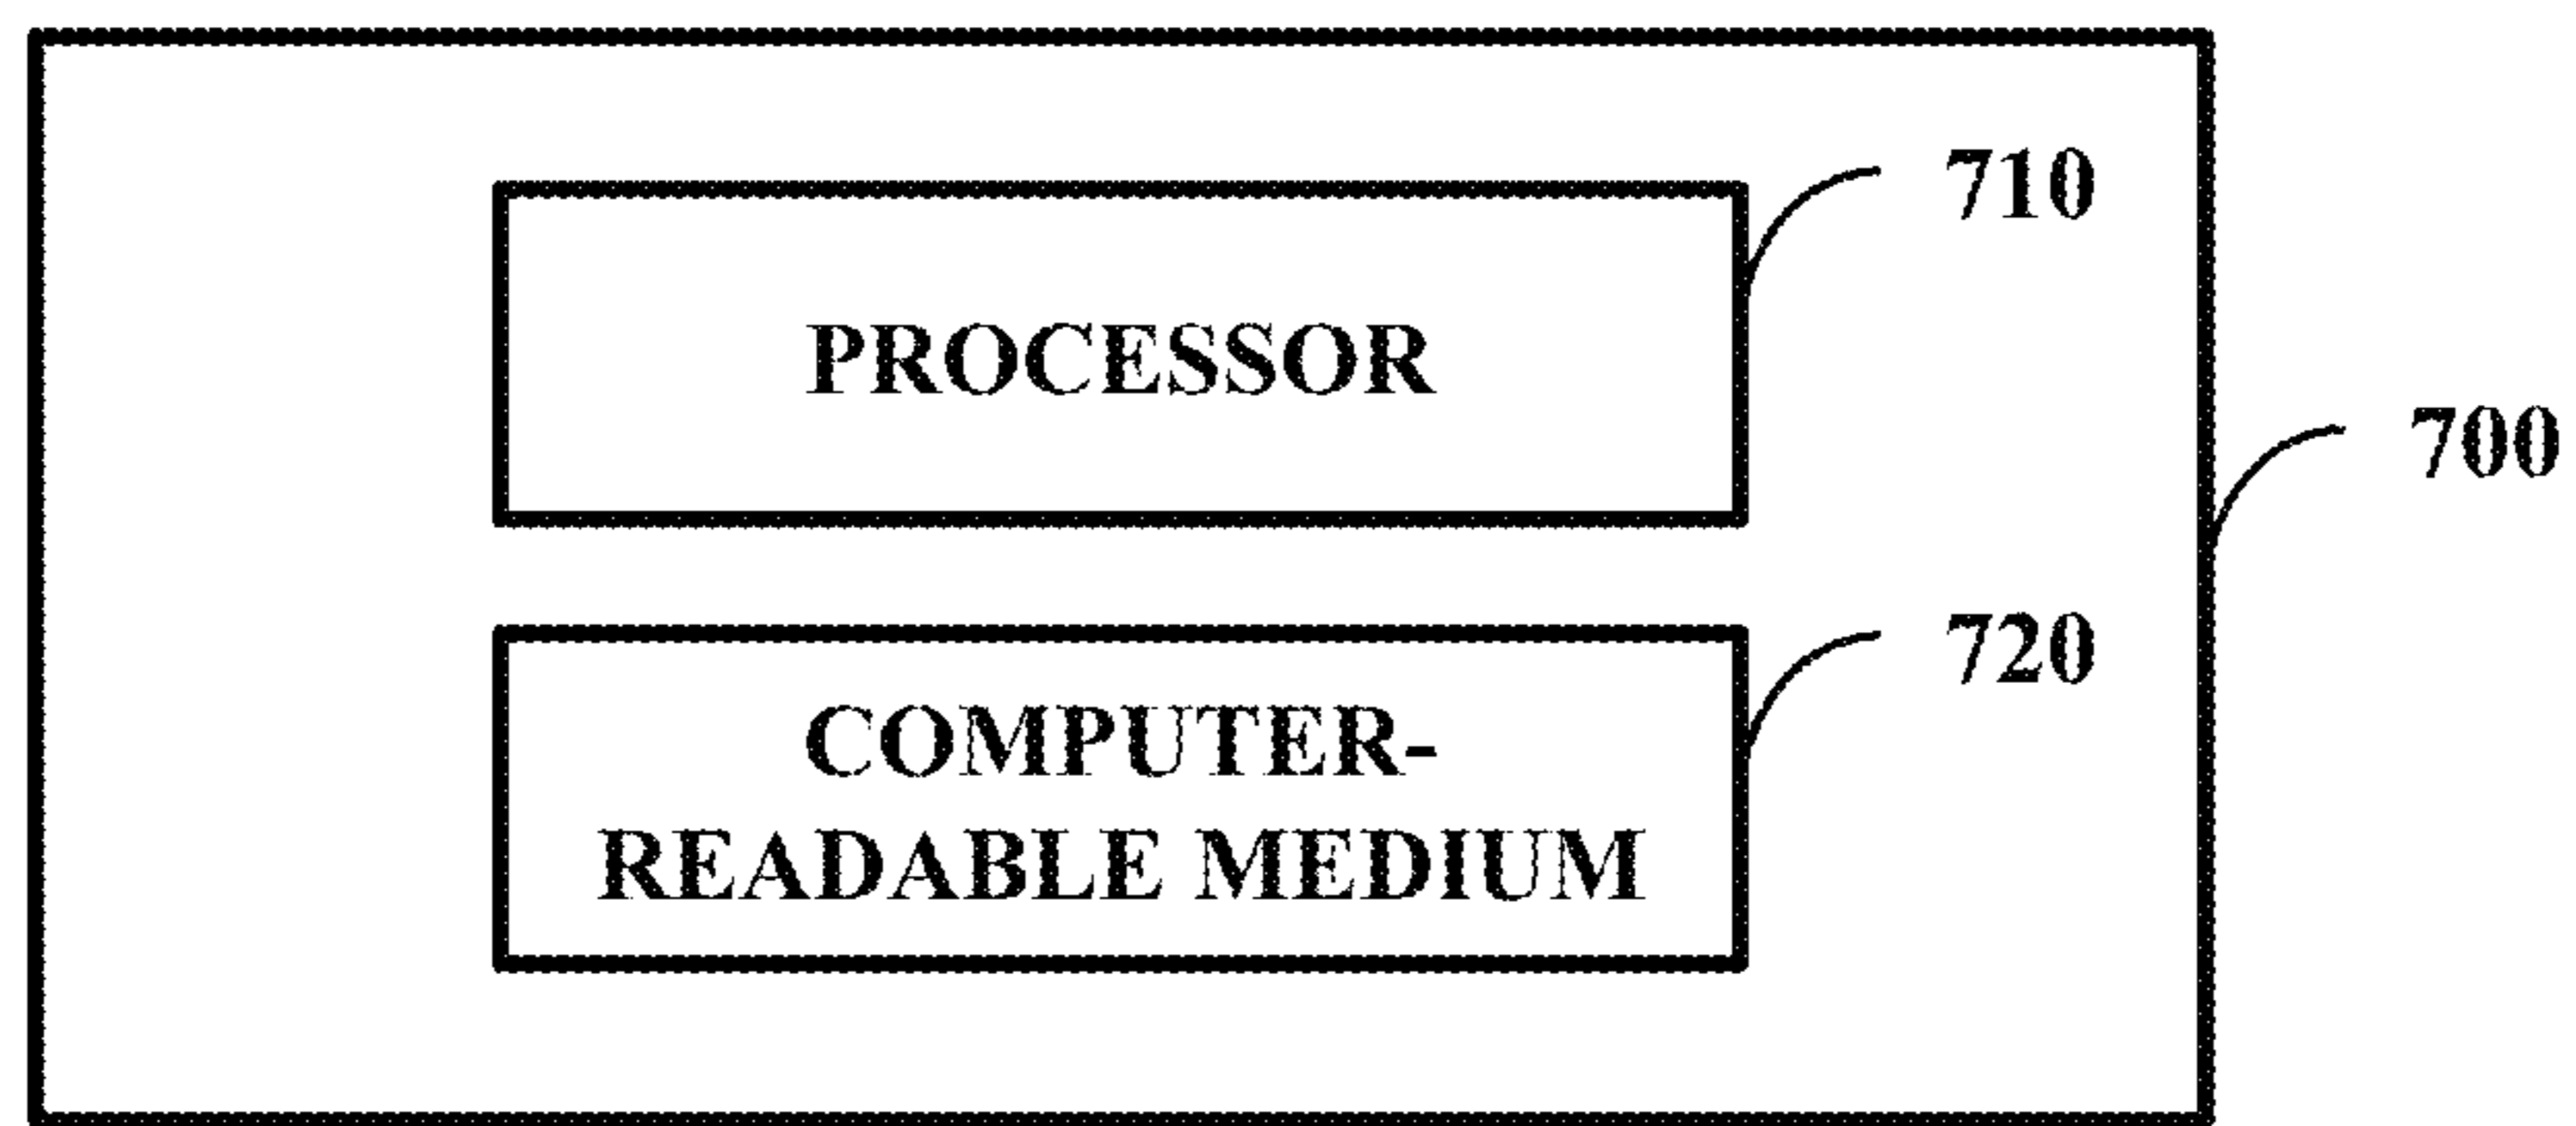 710
PROCESSOR
700
720
COMPUTER-
READABLE MEDIUM